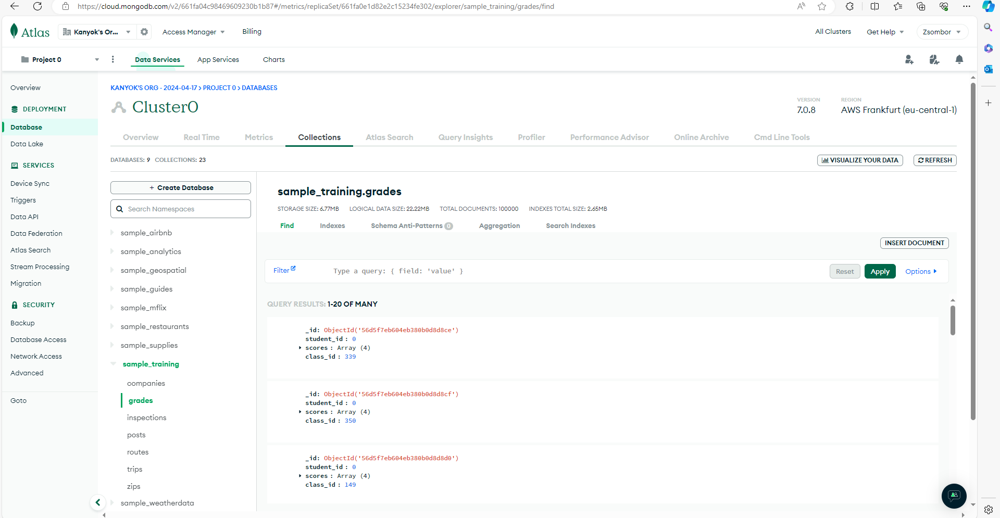 https://cloud.mongodb.com/v2/661fa04c98469609230b1b87#/metrics/replicaSet/661fa0e1d82e2c15234fe302/explorer/sample_training/grades/find
Atlas
Kanyok's Or...
Access Manager
Billing
All Clusters
Get Help
Zsombor
Project 0
Data Services
App Services
Charts
Overview
DEPLOYMENT
Database
Data Lake
SERVICES
Device Sync
Triggers
Data API
Data Federation
Atlas Search
Stream Processing
Migration
SECURITY
Backup
Database Access
Network Access
Advanced
Goto
KANYOK'S ORG - 2024-04-17 > PROJECT 0 > DATABASES
Cluster0
VERSION
7.0.8
REGION
AWS Frankfurt (eu-central-1)
Overview
Real Time
Metrics
Collections
Atlas Search
Query Insights
Profiler
Performance Advisor
Online Archive
Cmd Line Tools
DATABASES: 9 COLLECTIONS: 23
VISUALIZE YOUR DATA
REFRESH
+ Create Database
Search Namespaces
sample_airbnb
sample_analytics
sample_geospatial
sample_guides
sample_mflix
sample_restaurants
sample_supplies
sample_training
companies
grades
inspections
posts
routes
trips
zips
sample_weatherdata
sample_training.grades
STORAGE SIZE: 6.77MB LOGICAL DATA SIZE: 22.22MB TOTAL DOCUMENTS: 100000 INDEXES TOTAL SIZE: 2.65MB
Find
Indexes
Schema Anti-Patterns 0
Aggregation
Search Indexes
INSERT DOCUMENT
Filter
Type a query: { field: 'value' }
Reset
Apply
Options
QUERY RESULTS: 1-20 OF MANY
_id: ObjectId('56d5f7eb604eb380b0d8d8ce')
student_id : 0
scores : Array (4)
class_id : 339
_id: ObjectId('56d5f7eb604eb380b0d8d8cf')
student_id : 0
scores : Array (4)
class_id : 350
_id: ObjectId('56d5f7eb604eb380b0d8d8d0')
student_id : 0
scores : Array (4)
class_id : 149